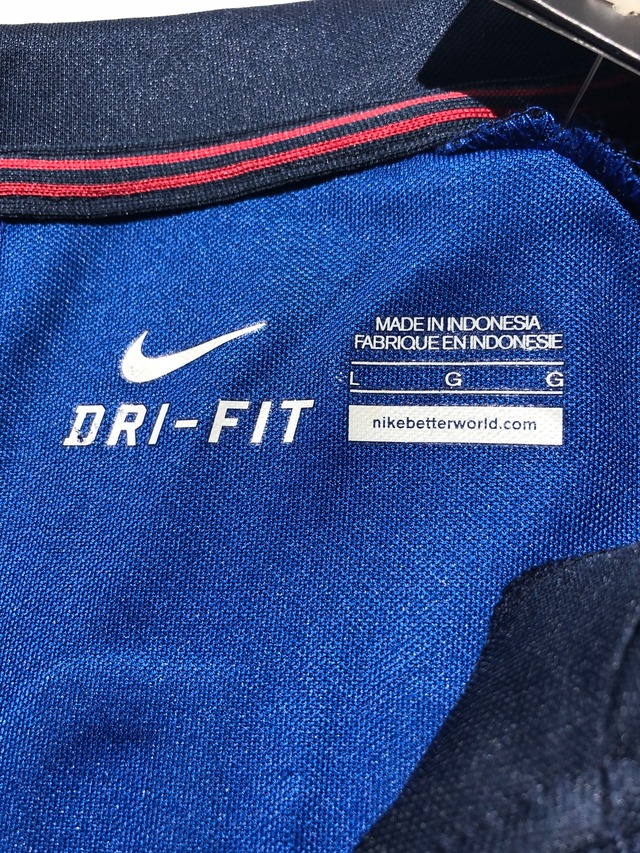 MADE IN INDONESIA
FABRIQUE EN INDONESIE
L G G
DRI-FIT
nikebetterworld.com